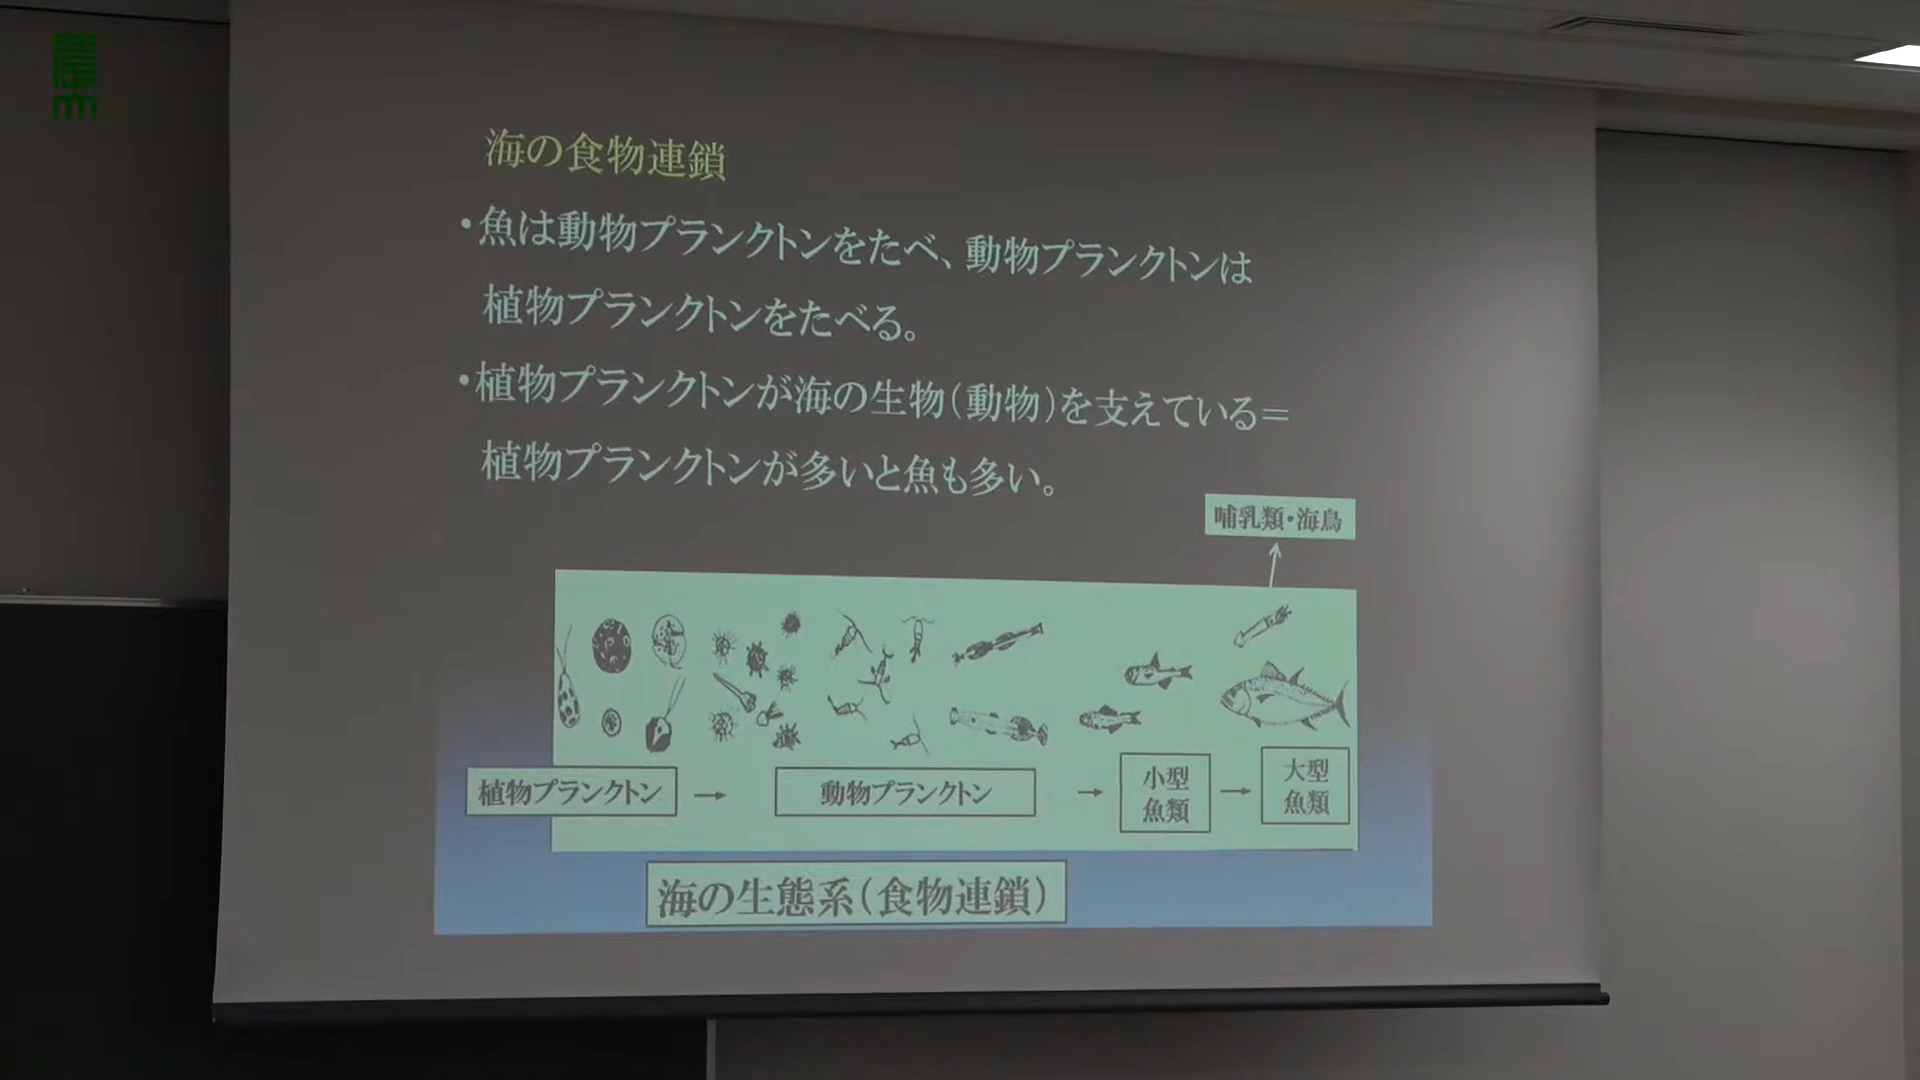 海の食物連鎖
・魚は動物プランクトンをたべ、動物プランクトンは
植物プランクトンをたべる。
・植物プランクトンが海の生物(動物)を支えている=
植物プランクトンが多いと魚も多い。
哺乳類・海鳥
植物プランクトン
動物プランクトン
小型
魚類
大型
魚類
海の生態系(食物連鎖)